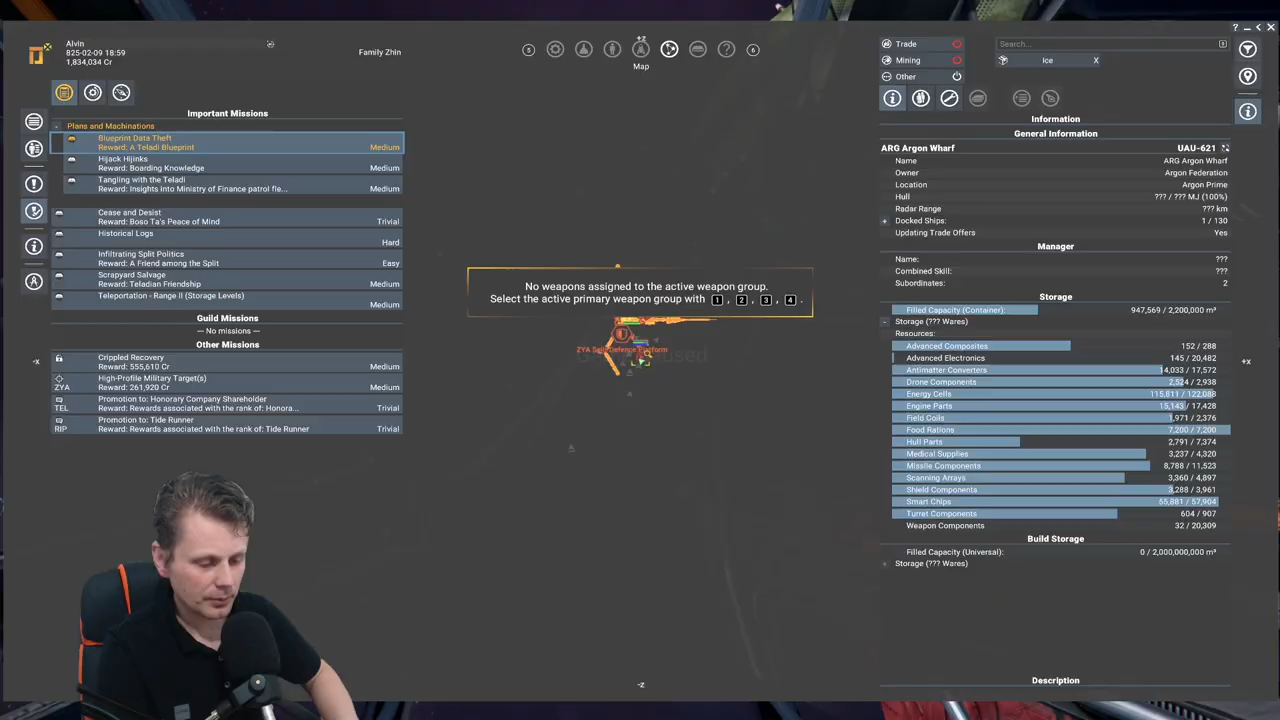 Alvin
825-02-09 18:59
1,834,034 Cr
Family Zhin
Important Missions
- Plans and Machinations
Blueprint Data Theft
Reward: A Teladi Blueprint Medium
Hijack Hijinks
Reward: Boarding Knowledge Medium
Tangling with the Teladi
Reward: Insights into Ministry of Finance patrol fle... Medium
Cease and Desist
Reward: Boso Ta's Peace of Mind Trivial
Historical Logs
Hard
Infiltrating Split Politics
Reward: A Friend among the Split Easy
Scrapyard Salvage
Reward: Teladian Friendship Medium
Teleportation - Range II (Storage Levels)
Medium
Guild Missions
— No missions —
Other Missions
Crippled Recovery
Reward: 555,610 Cr Medium
High-Profile Military Target(s)
ZYA Reward: 261,920 Cr Medium
Promotion to: Honorary Company Shareholder
TEL Reward: Rewards associated with the rank of: Honora... Trivial
Promotion to: Tide Runner
RIP Reward: Rewards associated with the rank of: Tide Runner Trivial
5 ? 6
+Z
Map
-X
+X
-Z
No weapons assigned to the active weapon group.
Select the active primary weapon group with 1 , 2 , 3 , 4 .
ZYA Split Defence Platform
Trade
Mining
Other
Search...
Ice X
Information
General Information
ARG Argon Wharf UAU-621
Name ARG Argon Wharf
Owner Argon Federation
Location Argon Prime
Hull ??? / ??? MJ (100%)
Radar Range ??? km
+ Docked Ships: 1 / 130
Updating Trade Offers Yes
Manager
Name: ???
Combined Skill: ???
Subordinates: 2
Storage
Filled Capacity (Container): 947,569 / 2,200,000 m³
- Storage (??? Wares)
Resources:
Advanced Composites 152 / 288
Advanced Electronics 145 / 20,482
Antimatter Converters 14,033 / 17,572
Drone Components 2,524 / 2,938
Energy Cells 115,811 / 122,088
Engine Parts 15,143 / 17,428
Field Coils 1,971 / 2,376
Food Rations 7,200 / 7,200
Hull Parts 2,791 / 7,374
Medical Supplies 3,237 / 4,320
Missile Components 8,788 / 11,523
Scanning Arrays 3,360 / 4,897
Shield Components 3,288 / 3,961
Smart Chips 55,881 / 57,904
Turret Components 604 / 907
Weapon Components 32 / 20,309
Build Storage
Filled Capacity (Universal): 0 / 2,000,000,000 m³
+ Storage (??? Wares)
Description